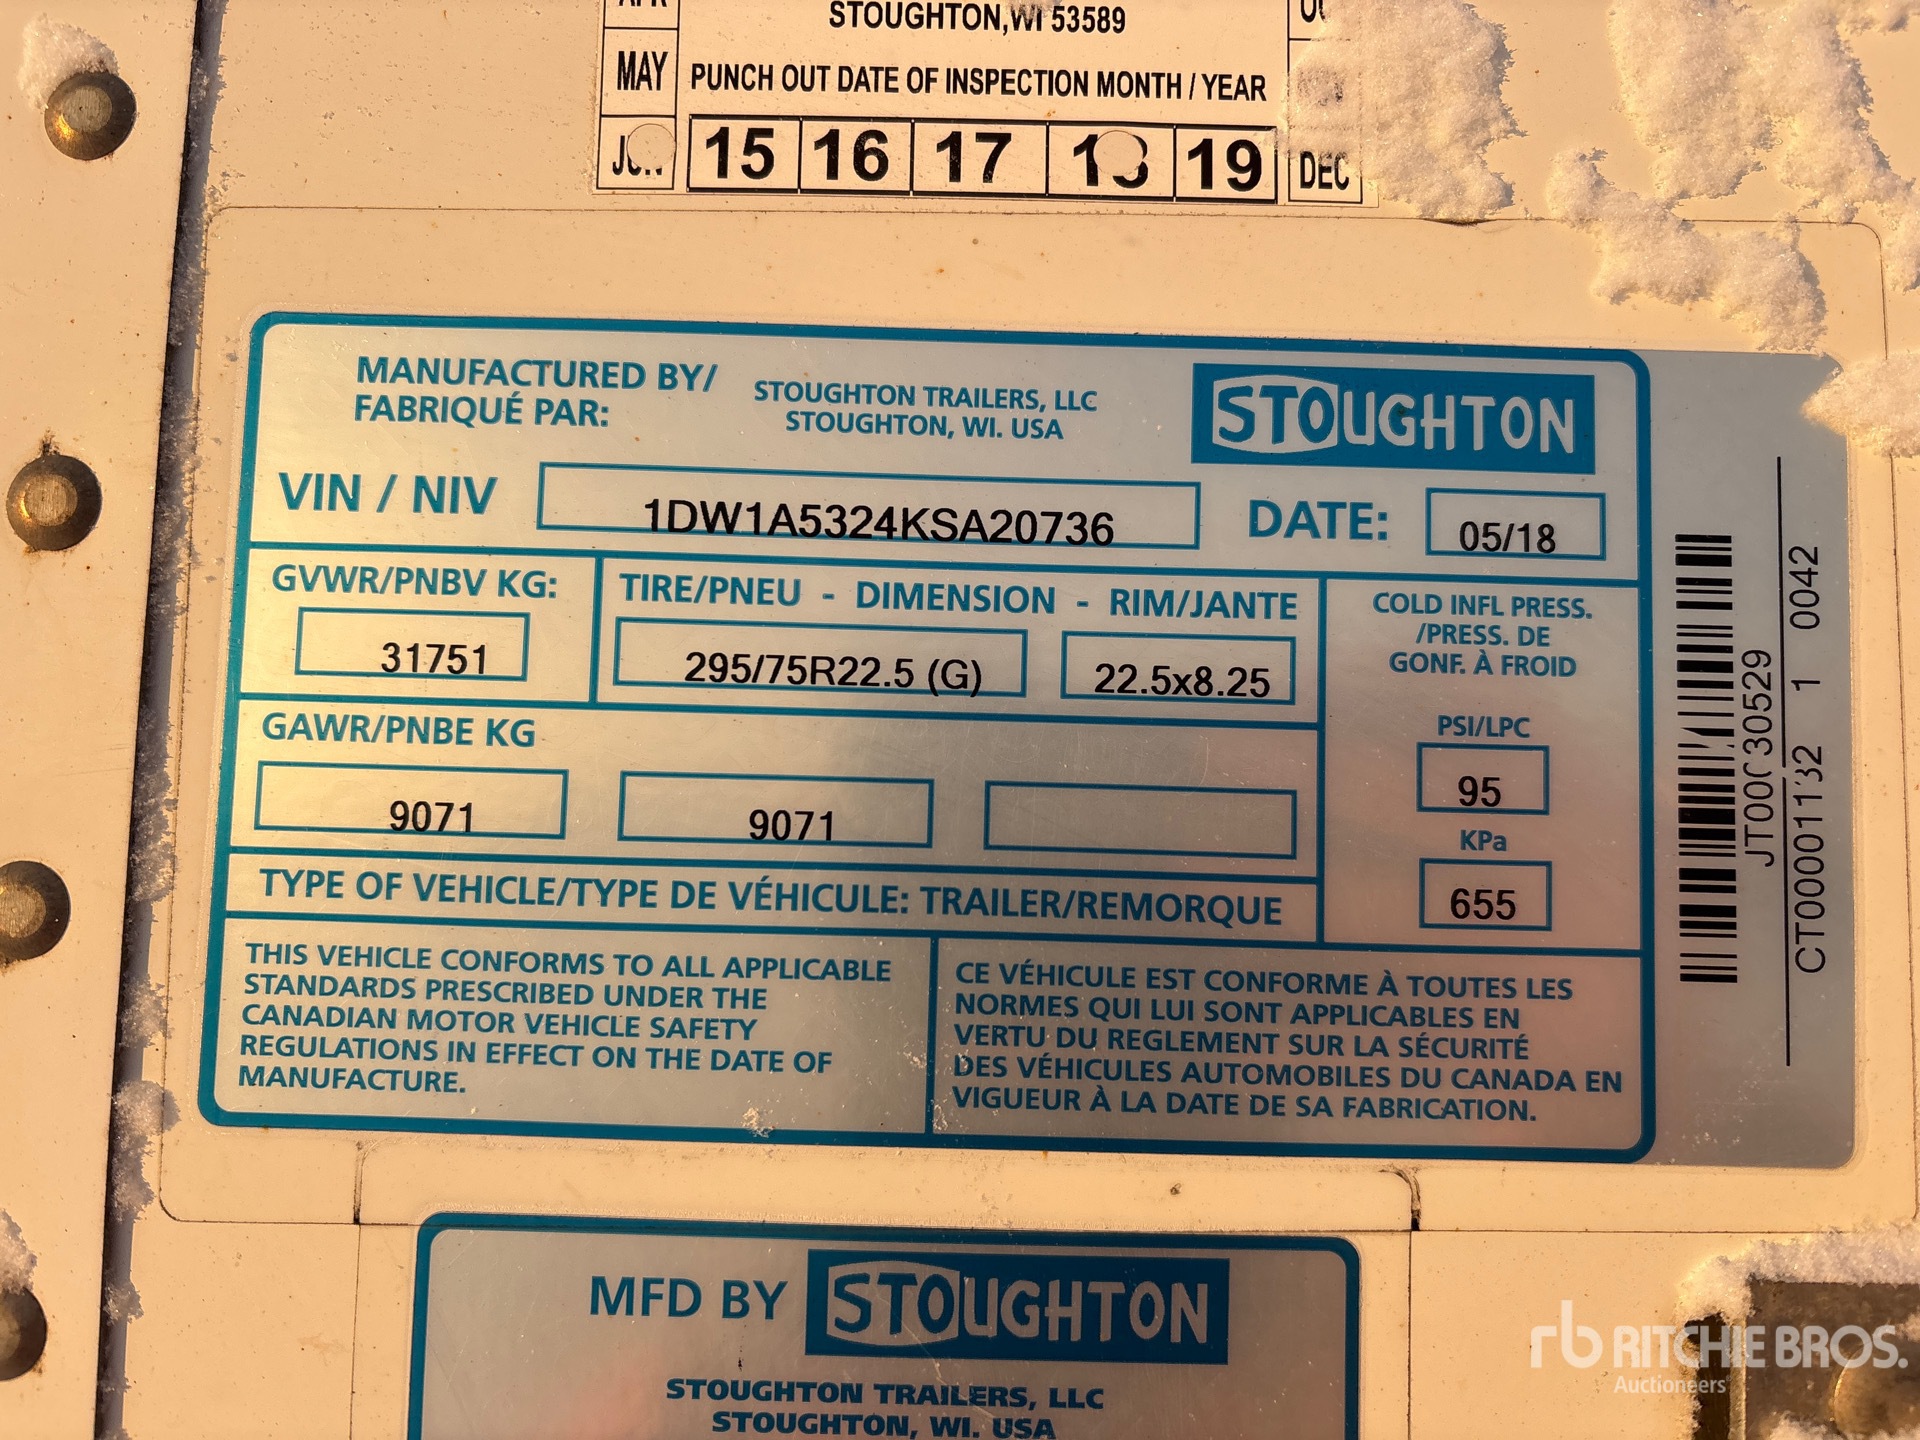 STOUGHTON, WI 53589
MAY
PUNCH OUT DATE OF INSPECTION MONTH / YEAR
15 16 17 18 19
DEC
MANUFACTURED BY/
FABRIQUÉ PAR:
STOUGHTON TRAILERS, LLC
STOUGHTON, WI. USA
STOUGHTON
VIN / NIV
1DW1A5324KSA20736
DATE:
05/18
GVWR/PNBV KG:
31751
TIRE/PNEU - DIMENSION - RIM/JANTE
295/75R22.5 (G)
22.5x8.25
COLD INFL PRESS.
/PRESS. DE
GONF. À FROID
PSI/LPC
95
KPa
655
GAWR/PNBE KG
9071
9071
TYPE OF VEHICLE/TYPE DE VÉHICULE: TRAILER/REMORQUE
THIS VEHICLE CONFORMS TO ALL APPLICABLE
STANDARDS PRESCRIBED UNDER THE
CANADIAN MOTOR VEHICLE SAFETY
REGULATIONS IN EFFECT ON THE DATE OF
MANUFACTURE.
CE VÉHICULE EST CONFORME À TOUTES LES
NORMES QUI LUI SONT APPLICABLES EN
VERTU DU REGLEMENT SUR LA SÉCURITÉ
DES VÉHICULES AUTOMOBILES DU CANADA EN
VIGUEUR À LA DATE DE SA FABRICATION.
1 0042
MFD BY STOUGHTON
STOUGHTON TRAILERS, LLC
STOUGHTON, WI. USA
rb RITCHIE BROS.
Auctioneers